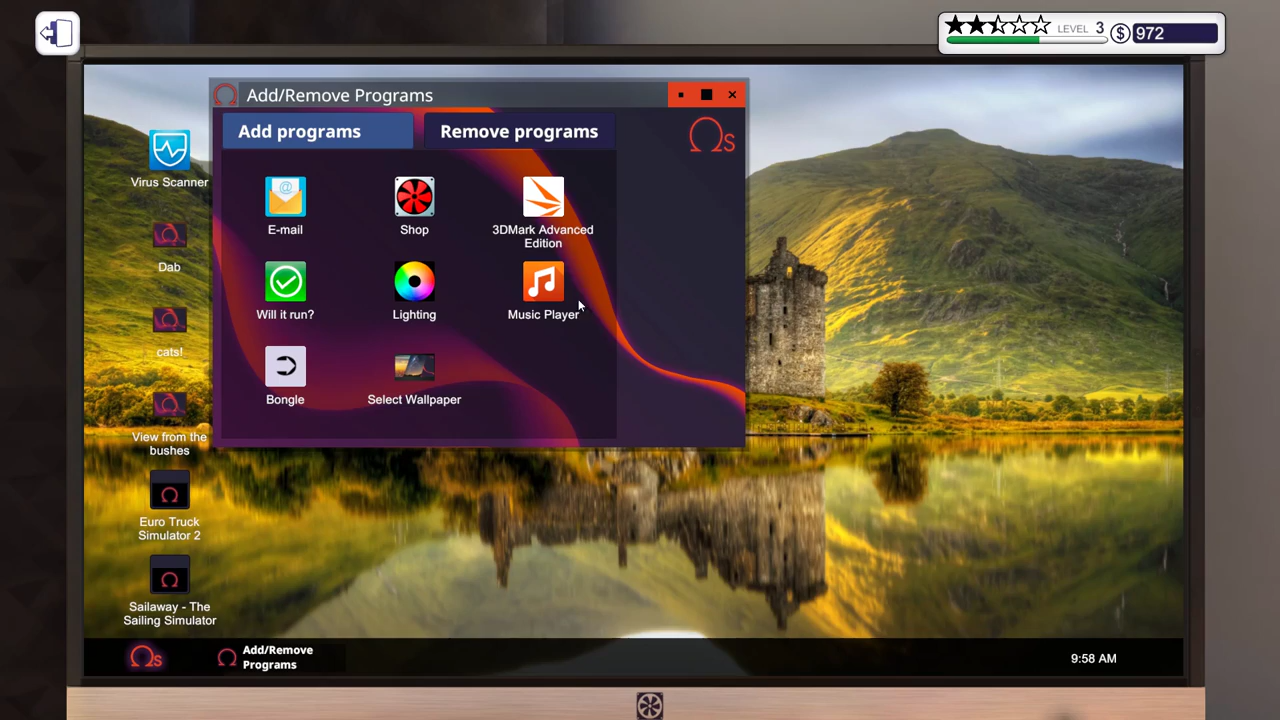 LEVEL 3
$ 972
Add/Remove Programs
Add programs
Remove programs
Ωs
E-mail
Shop
3DMark Advanced
Edition
Will it run?
Lighting
Music Player
Bongle
Select Wallpaper
Virus Scanner
Dab
cats!
View from the
bushes
Euro Truck
Simulator 2
Sailaway - The
Sailing Simulator
Ωs
Add/Remove
Programs
9:58 AM